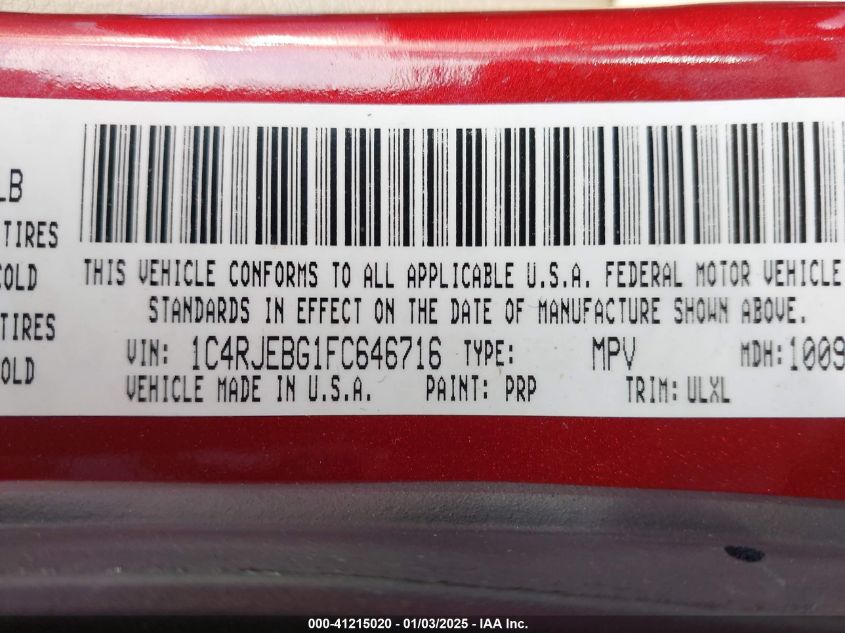 LB
TIRES
COLD
TIRES
OLD
THIS VEHICLE CONFORMS TO ALL APPLICABLE U.S.A. FEDERAL MOTOR VEHICLE
STANDARDS IN EFFECT ON THE DATE OF MANUFACTURE SHOWN ABOVE.
VIN: 1C4RJEBG1FC646716 TYPE: MPV MDH:1009
VEHICLE MADE IN U.S.A. PAINT: PRP TRIM: ULXL
000-41215020 - 01/03/2025 - IAA Inc.